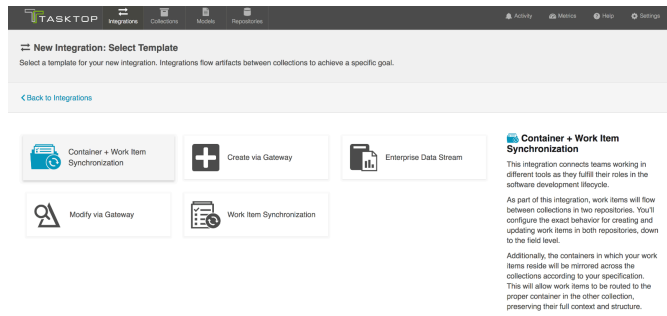 TASKTOP
Integrations
Collections
Models
Repositories
Activity
Metrics
Help
Settings
New Integration: Select Template
Select a template for your new integration. Integrations flow artifacts between collections to achieve a specific goal.
Back to Integrations
Container + Work Item
Synchronization
Create via Gateway
Enterprise Data Stream
Modify via Gateway
Work Item Synchronization
Container + Work Item
Synchronization
This integration connects teams working in
different tools as they fulfill their roles in the
software development lifecycle.
As part of this integration, work items will flow
between collections in two repositories. You'll
configure the exact behavior for creating and
updating work items in both repositories, down
to the field level.
Additionally, the containers in which your work
items reside will be mirrored across the
collections according to your specification.
This will allow work items to be routed to the
proper container in the other collection,
preserving their full context and structure.